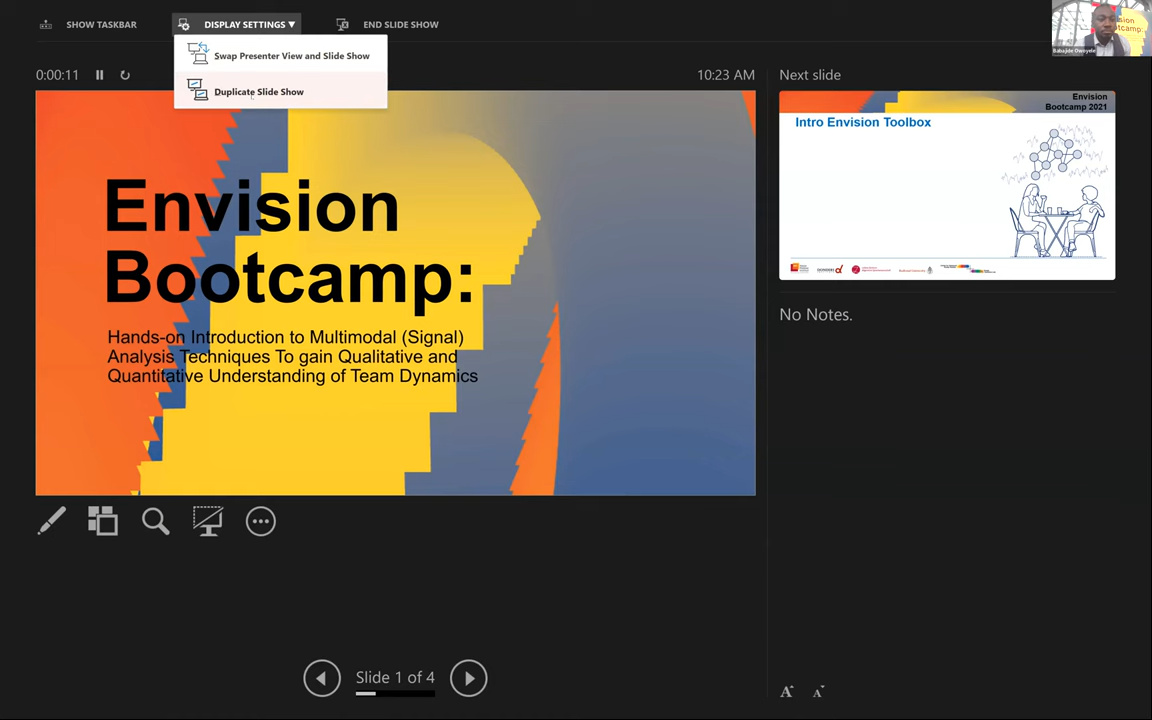 SHOW TASKBAR
DISPLAY SETTINGS ▼
END SLIDE SHOW
Swap Presenter View and Slide Show
Duplicate Slide Show
0:00:11
10:23 AM
Envision
Bootcamp:
Hands-on Introduction to Multimodal (Signal)
Analysis Techniques To gain Qualitative and
Quantitative Understanding of Team Dynamics
Slide 1 of 4
Next slide
Envision
Bootcamp 2021
Intro Envision Toolbox
No Notes.
Babajide Owoyele